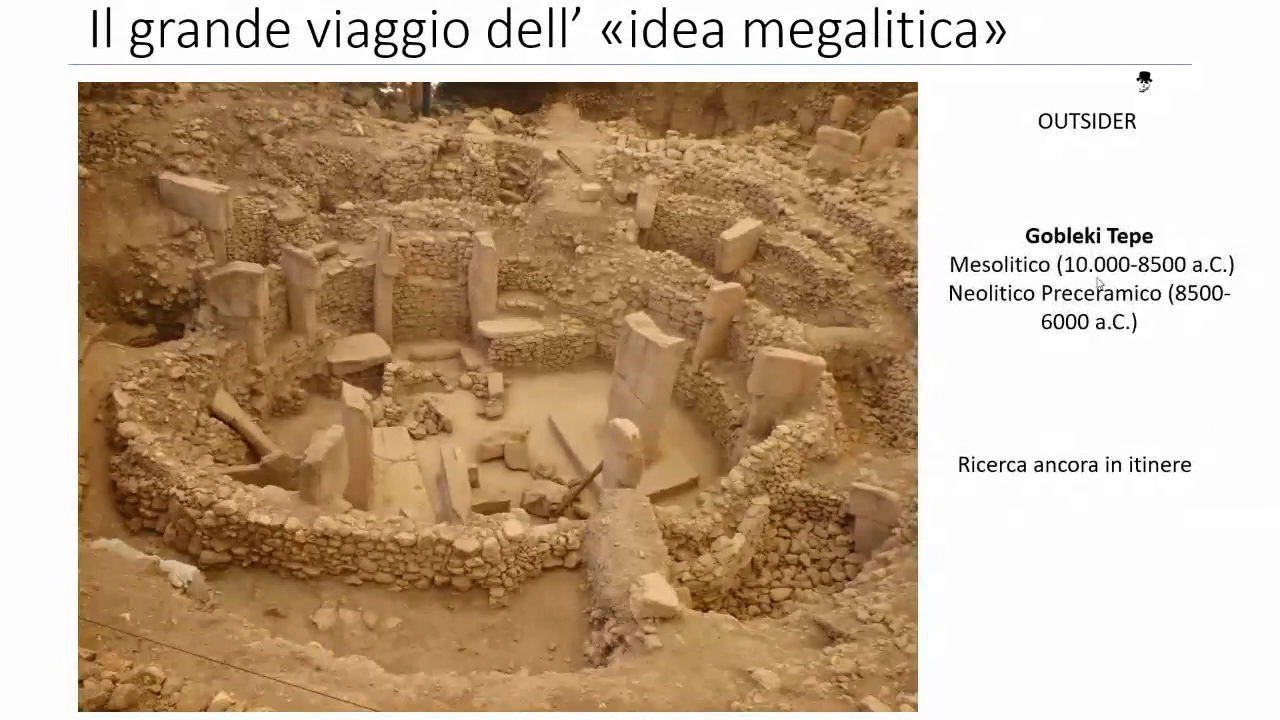 Il grande viaggio dell’ «idea megalitica»
OUTSIDER
Gobleki Tepe
Mesolitico (10.000-8500 a.C.)
Neolitico Preceramico (8500-
6000 a.C.)
Ricerca ancora in itinere